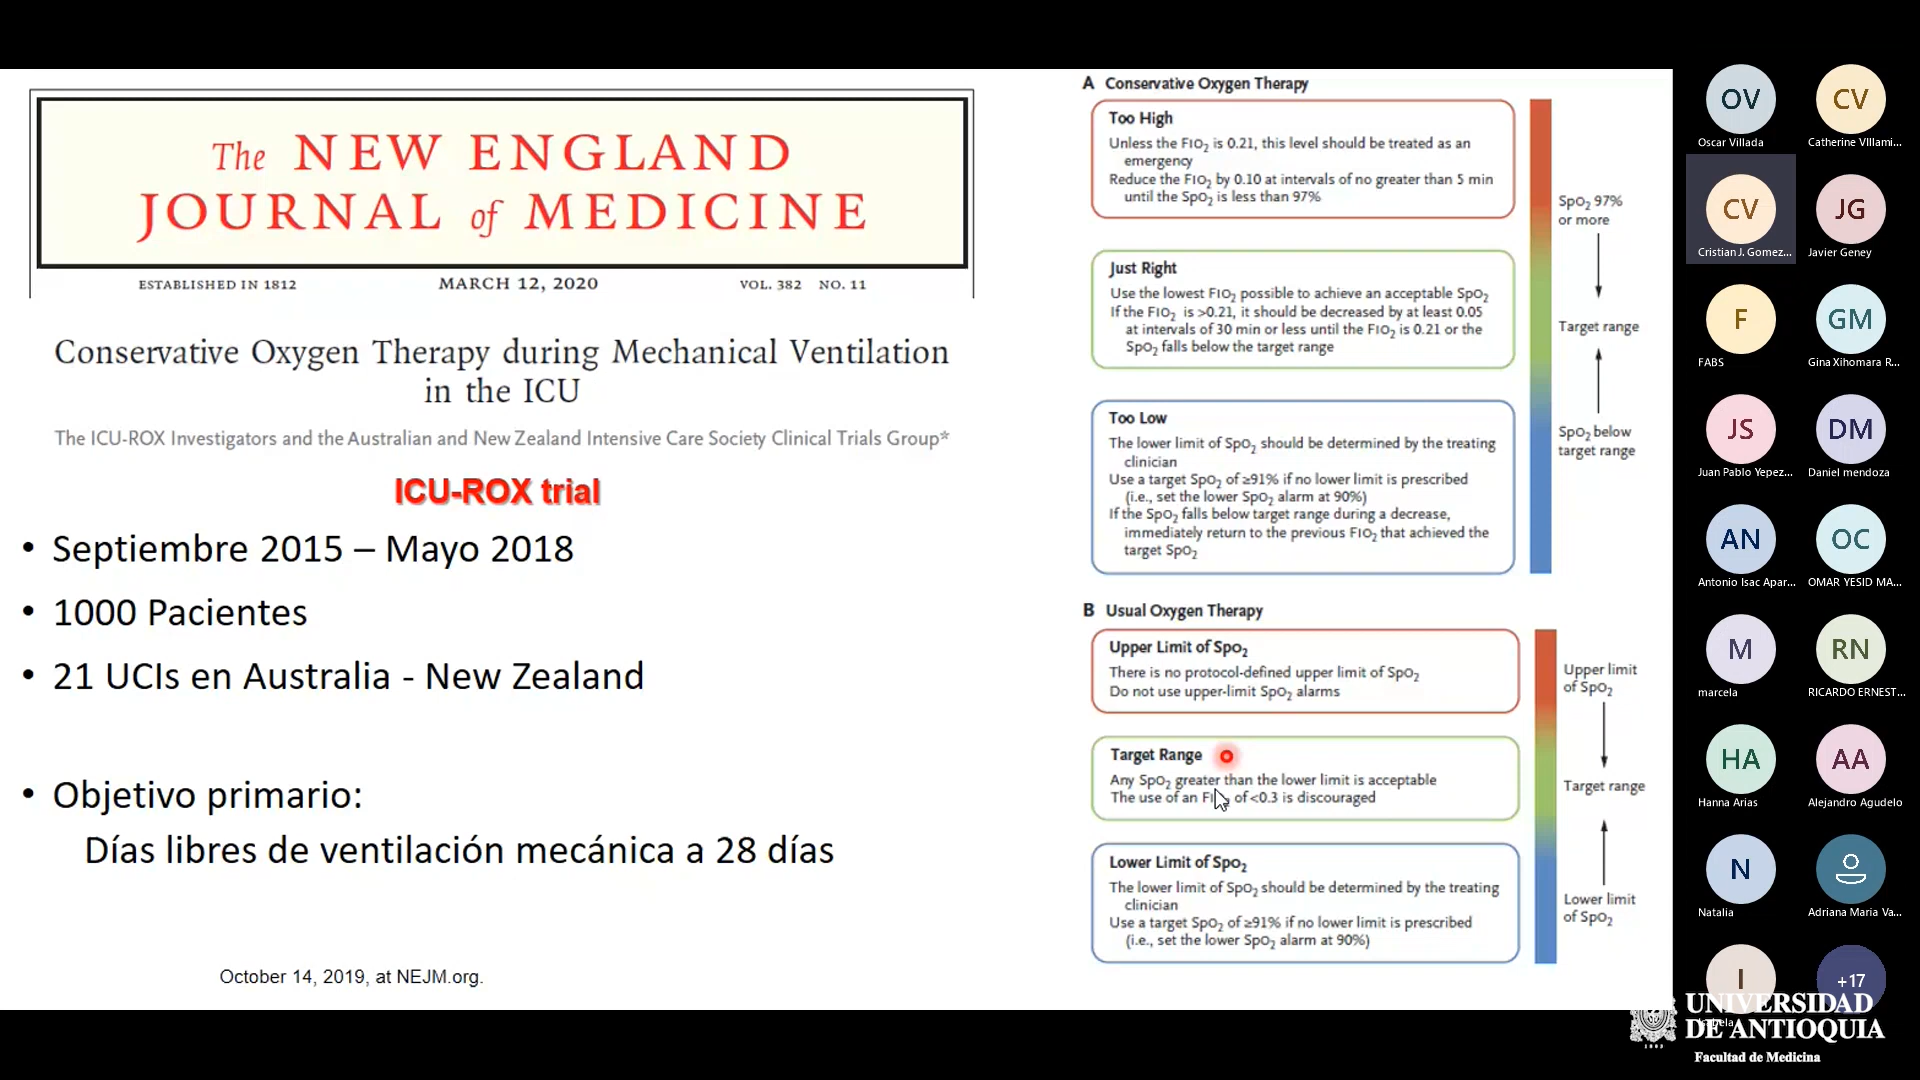 The NEW ENGLAND
JOURNAL of MEDICINE
ESTABLISHED IN 1812 MARCH 12, 2020 VOL. 382 NO. 11
Conservative Oxygen Therapy during Mechanical Ventilation
in the ICU
The ICU-ROX Investigators and the Australian and New Zealand Intensive Care Society Clinical Trials Group*
ICU-ROX trial
• Septiembre 2015 – Mayo 2018
• 1000 Pacientes
• 21 UCIs en Australia - New Zealand
• Objetivo primario:
Días libres de ventilación mecánica a 28 días
October 14, 2019, at NEJM.org.
A Conservative Oxygen Therapy
Too High
Unless the FIO2 is 0.21, this level should be treated as an
emergency
Reduce the FIO2 by 0.10 at intervals of no greater than 5 min
until the SpO2 is less than 97%
Just Right
Use the lowest FIO2 possible to achieve an acceptable SpO2
If the FIO2 is >0.21, it should be decreased by at least 0.05
at intervals of 30 min or less until the FIO2 is 0.21 or the
SpO2 falls below the target range
Too Low
The lower limit of SpO2 should be determined by the treating
clinician
Use a target SpO2 of ≥91% if no lower limit is prescribed
(i.e., set the lower SpO2 alarm at 90%)
If the SpO2 falls below target range during a decrease,
immediately return to the previous FIO2 that achieved the
target SpO2
SpO2 97%
or more
Target range
SpO2 below
target range
B Usual Oxygen Therapy
Upper Limit of SpO2
There is no protocol-defined upper limit of SpO2
Do not use upper-limit SpO2 alarms
Target Range
Any SpO2 greater than the lower limit is acceptable
The use of an of <0.3 is discouraged
Lower Limit of SpO2
The lower limit of SpO2 should be determined by the treating
clinician
Use a target SpO2 of ≥91% if no lower limit is prescribed
(i.e., set the lower SpO2 alarm at 90%)
Upper limit
of SpO2
Target range
Lower limit
of SpO2
OV CV
Oscar Villada Catherine VIllami...
CV JG
Cristian J. Gomez... Javier Geney
F GM
FABS Gina Xihomara R...
JS DM
Juan Pablo Yepez... Daniel mendoza
AN OC
Antonio Isac Apar... OMAR YESID MA...
M RN
marcela RICARDO ERNEST...
HA AA
Hanna Arias Alejandro Agudelo
N
Natalia Adriana Maria Va...
I +17
UNIVERSIDAD
DE ANTIOQUIA
1803
Facultad de Medicina